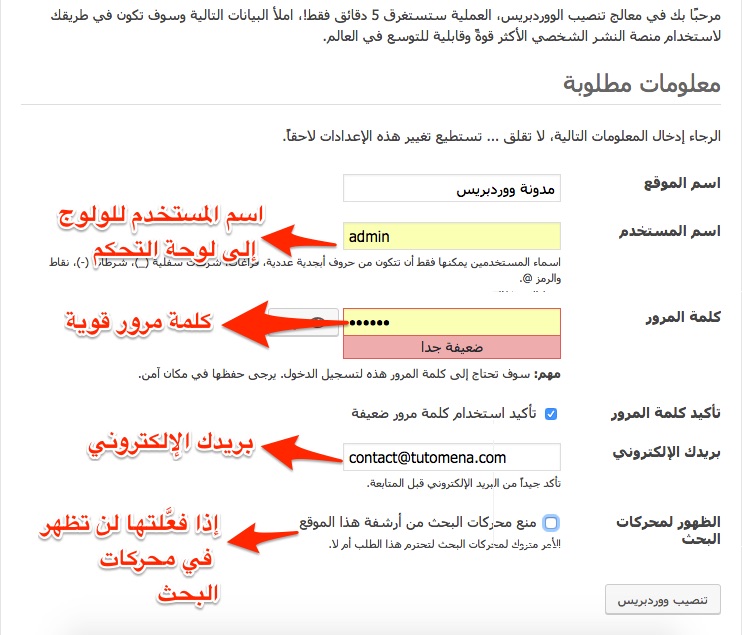 مرحبًا بك في معالج تنصيب الووردبريس، العملية ستستغرق 5 دقائق فقط!، املأ البيانات التالية وسوف تكون في طريقك
لاستخدام منصة النشر الشخصي الأكثر قوةً وقابلية للتوسع في العالم.
معلومات مطلوبة
الرجاء إدخال المعلومات التالية، لا تقلق ... تستطيع تغيير هذه الإعدادات لاحقاً.
اسم الموقع
مدونة ووردبريس
اسم المستخدم
admin
اسم المستخدم للولوج
إلى لوحة التحكم
اسماء المستخدمين يمكنها فقط أن تتكون من حروف أبجدية عددية، فراغات، شرطات سفلية (_)، شرطات (-)، نقاط
والرمز @.
كلمة المرور
••••••
كلمة مرور قوية
ضعيفة جدا
مهم: سوف تحتاج إلى كلمة المرور هذه لتسجيل الدخول. يرجى حفظها في مكان آمن.
تأكيد كلمة المرور
تأكيد استخدام كلمة مرور ضعيفة
بريدك الإلكتروني
contact@tutomena.com
بريدك الإلكتروني
تأكد جيداً من البريد الإلكتروني قبل المتابعة.
الظهور لمحركات
البحث
منع محركات البحث من أرشفة هذا الموقع
الأمر متروك لمحركات البحث لتحترم هذا الطلب أم لا.
إذا فعَّلتها لن تظهر
في محركات
البحث
تنصيب ووردبريس